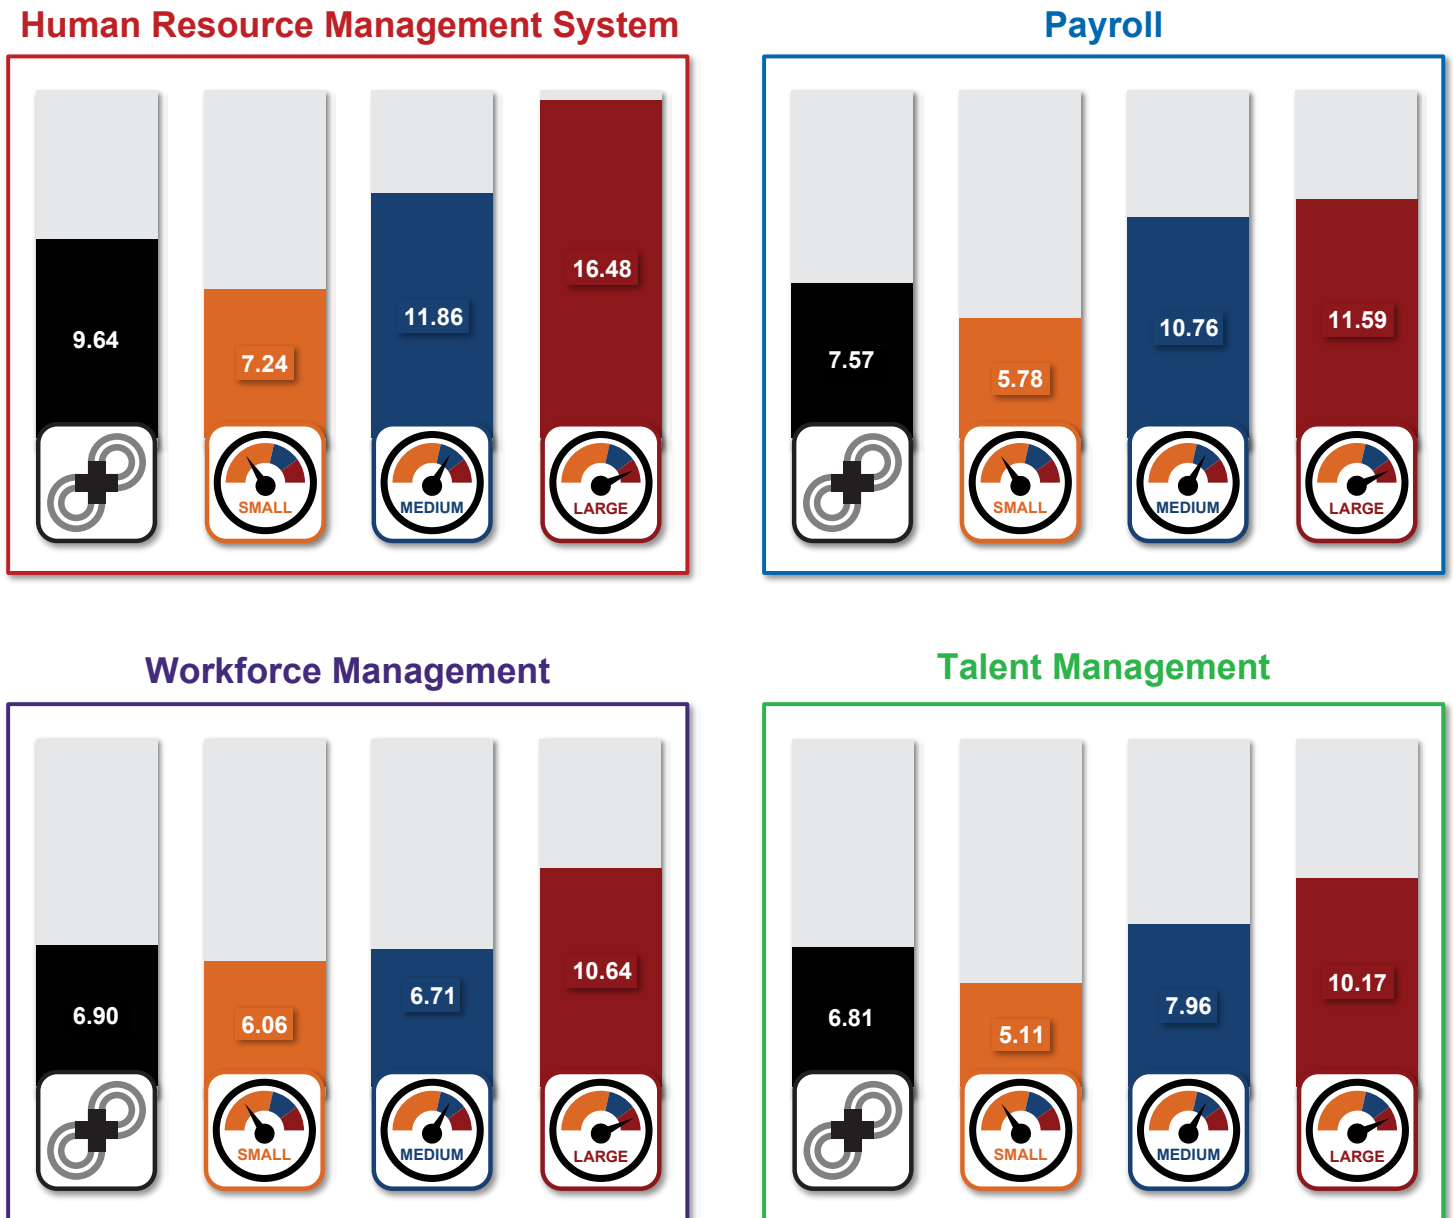 Human Resource Management System
9.64
7.24
11.86
16.48
SMALL
MEDIUM
LARGE
Payroll
7.57
5.78
10.76
11.59
SMALL
MEDIUM
LARGE
Workforce Management
6.90
6.06
6.71
10.64
SMALL
MEDIUM
LARGE
Talent Management
6.81
5.11
7.96
10.17
SMALL
MEDIUM
LARGE